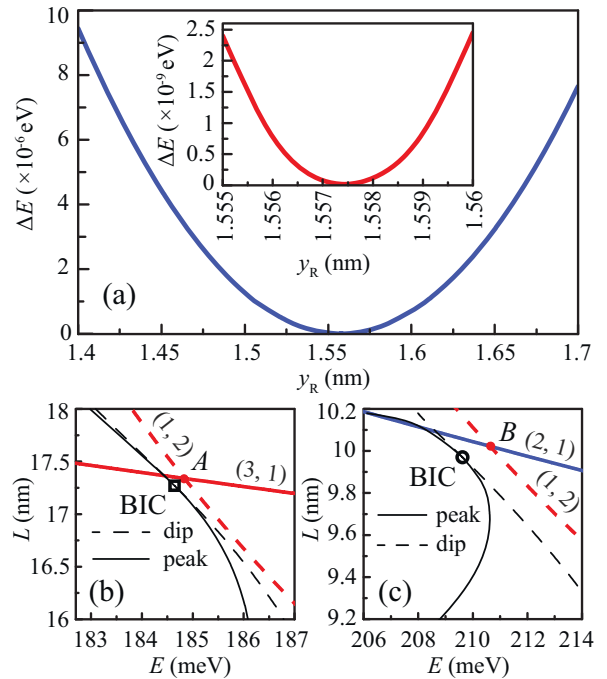 10
8
6
4
2
0
ΔE (×10⁻⁶ eV)
1.4
1.45
1.5
1.55
1.6
1.65
1.7
y_R (nm)
(a)
2.5
2
1.5
1
0.5
0
ΔE (×10⁻⁹ eV)
1.555
1.556
1.557
1.558
1.559
1.56
y_R (nm)
18
17.5
17
16.5
16
L (nm)
(1, 2)
A
(3, 1)
BIC
dip
peak
(b)
183
184
185
186
187
E (meV)
10.2
10
9.8
9.6
9.4
9.2
L (nm)
B
(2, 1)
(1, 2)
BIC
peak
dip
(c)
206
208
210
212
214
E (meV)